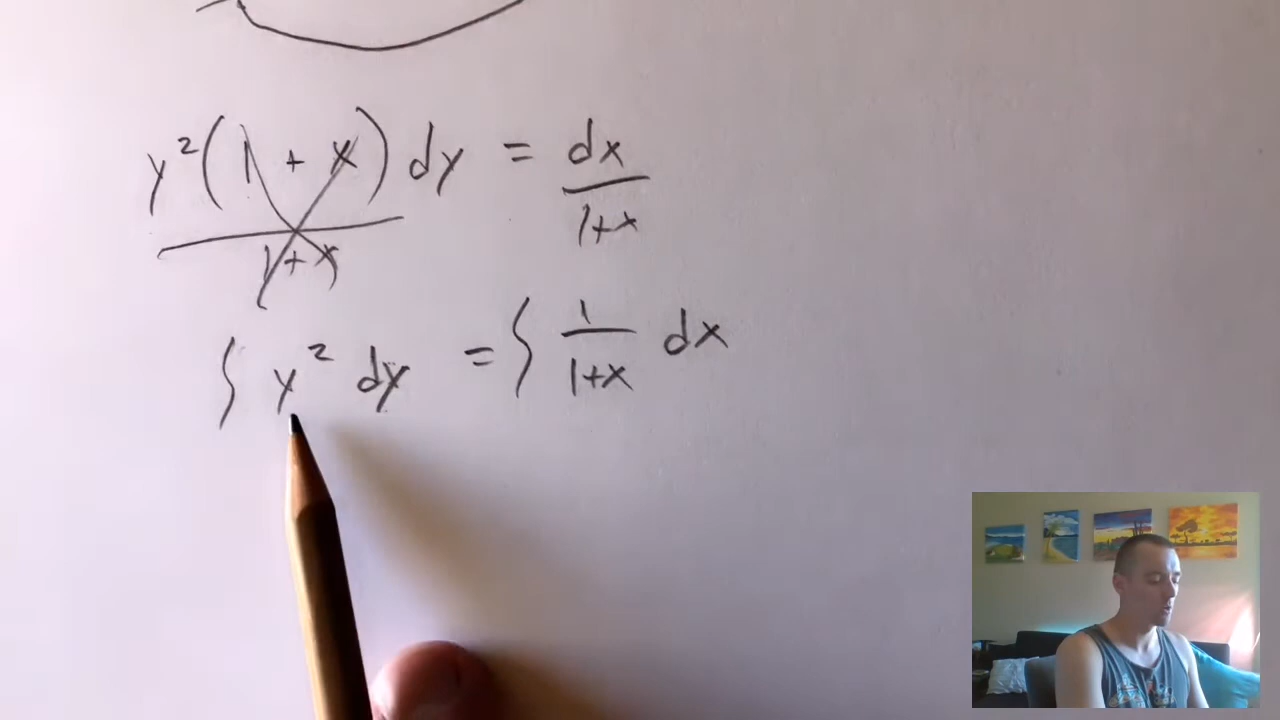 y²(1 + x) dy = dx
1+x 1+x
∫ y² dy = ∫ 1/(1+x) dx